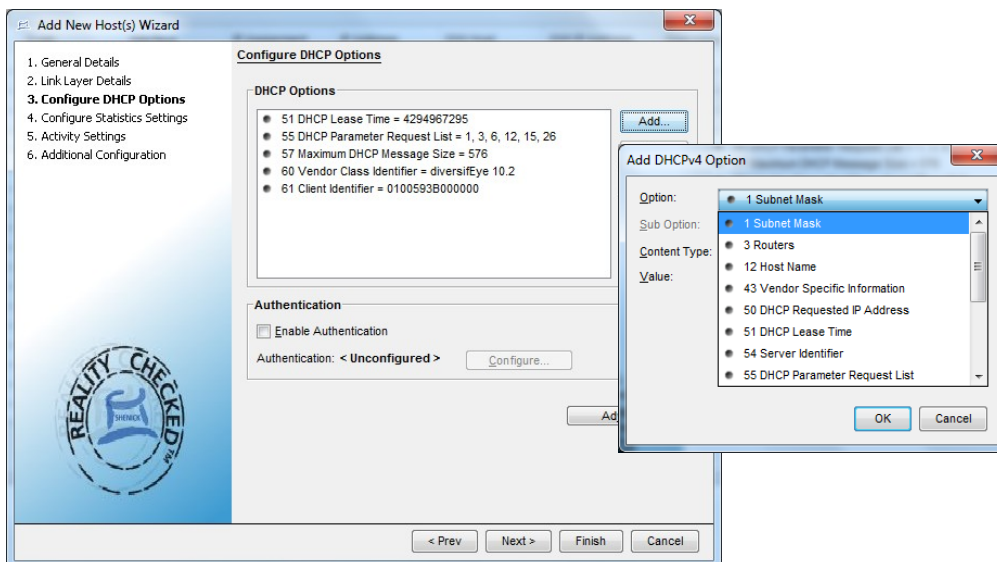 Add New Host(s) Wizard
1. General Details
2. Link Layer Details
3. Configure DHCP Options
4. Configure Statistics Settings
5. Activity Settings
6. Additional Configuration
REALITY CHECKED™
SHENICK
Configure DHCP Options
DHCP Options
51 DHCP Lease Time = 4294967295
55 DHCP Parameter Request List = 1, 3, 6, 12, 15, 26
57 Maximum DHCP Message Size = 576
60 Vendor Class Identifier = diversifEye 10.2
61 Client Identifier = 0100593B000000
Add...
Authentication
Enable Authentication
Authentication: < Unconfigured >
Configure...
< Prev
Next >
Finish
Cancel
Add DHCPv4 Option
Option:
1 Subnet Mask
Sub Option:
Content Type:
Value:
1 Subnet Mask
3 Routers
12 Host Name
43 Vendor Specific Information
50 DHCP Requested IP Address
51 DHCP Lease Time
54 Server Identifier
55 DHCP Parameter Request List
OK
Cancel